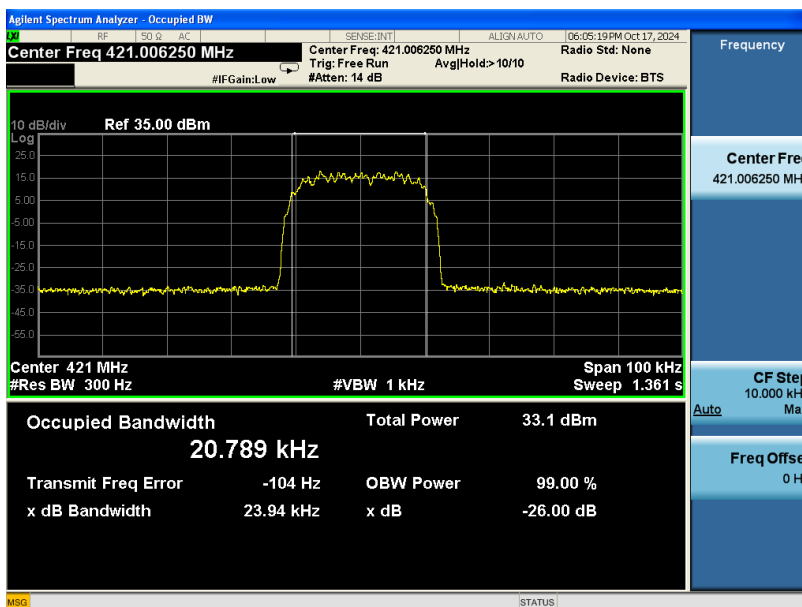 Agilent Spectrum Analyzer - Occupied BW
LXI RF 50 Ω AC SENSE:INT ALIGN AUTO 06:05:19 PM Oct 17, 2024
Center Freq 421.006250 MHz
Center Freq: 421.006250 MHz
Radio Std: None
Trig: Free Run Avg|Hold:> 10/10
#IFGain:Low
#Atten: 14 dB
Radio Device: BTS
10 dB/div Ref 35.00 dBm
Log
25.0
15.0
5.00
-5.00
-15.0
-25.0
-35.0
-45.0
-55.0
Center 421 MHz Span 100 kHz
#Res BW 300 Hz #VBW 1 kHz Sweep 1.361 s
Occupied Bandwidth Total Power 33.1 dBm
20.789 kHz
Transmit Freq Error -104 Hz OBW Power 99.00 %
x dB Bandwidth 23.94 kHz x dB -26.00 dB
Frequency
Center Fre
421.006250 MH
CF Step
10.000 kH
Auto Ma
Freq Offse
0 H
MSG STATUS